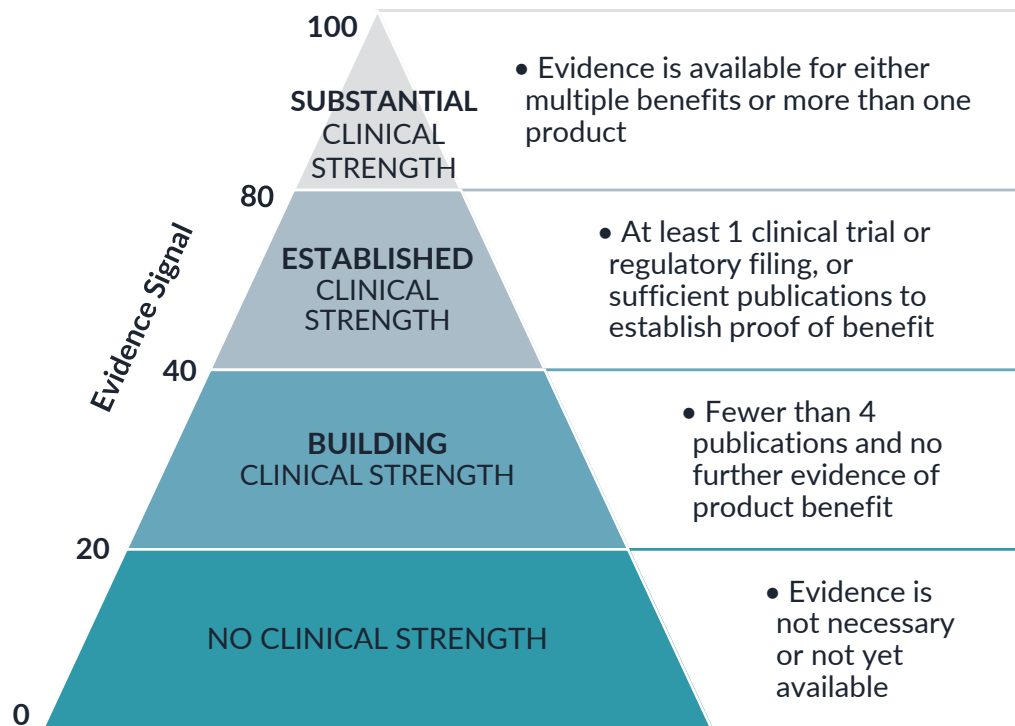 100
SUBSTANTIAL
CLINICAL
STRENGTH
• Evidence is available for either
multiple benefits or more than one
product
80
Evidence Signal
ESTABLISHED
CLINICAL
STRENGTH
• At least 1 clinical trial or
regulatory filing, or
sufficient publications to
establish proof of benefit
40
BUILDING
CLINICAL STRENGTH
• Fewer than 4
publications and no
further evidence of
product benefit
20
NO CLINICAL STRENGTH
• Evidence is
not necessary
or not yet
available
0